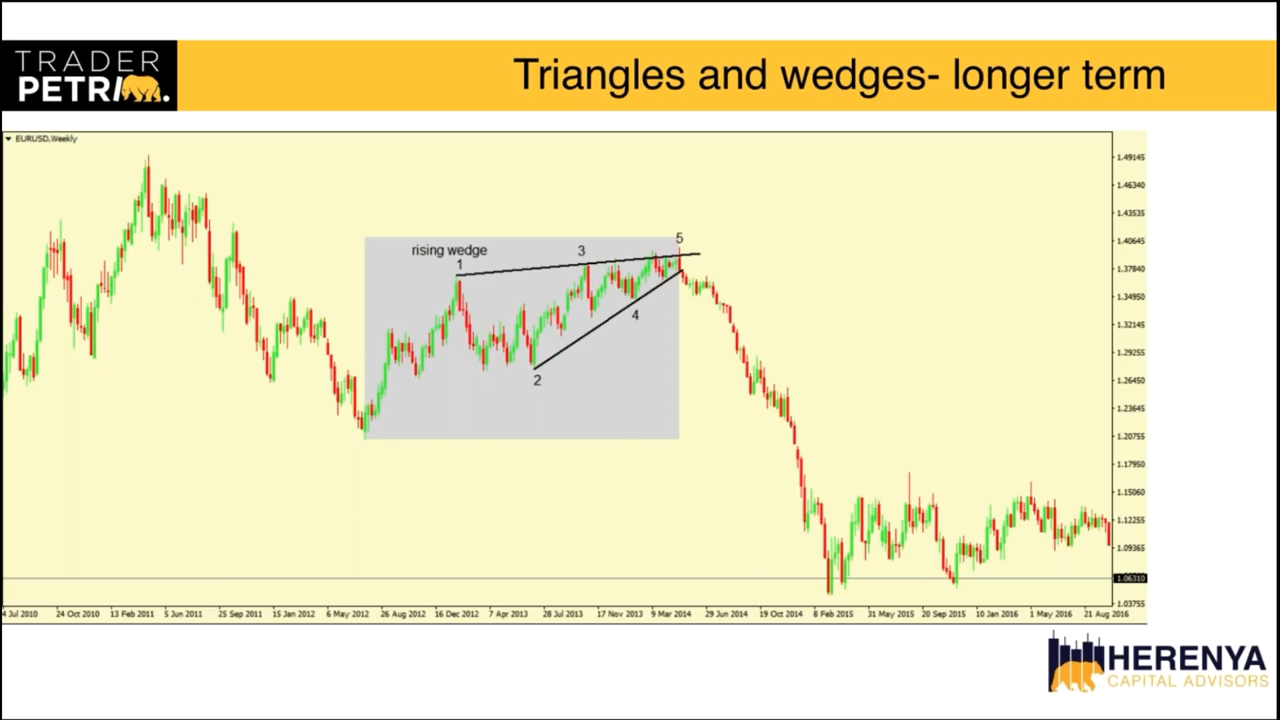 TRADER
PETRI.
Triangles and wedges- longer term
EURUSD,Weekly
1.49145
1.46340
1.43535
1.40645
1.37840
1.34950
1.32145
1.29255
1.26450
1.23645
1.20755
1.17950
1.15060
1.12255
1.09365
1.06310
1.03755
rising wedge
1
3
5
4
2
4 Jul 2010 24 Oct 2010 13 Feb 2011 5 Jun 2011 25 Sep 2011 15 Jan 2012 6 May 2012 26 Aug 2012 16 Dec 2012 7 Apr 2013 28 Jul 2013 17 Nov 2013 9 Mar 2014 29 Jun 2014 19 Oct 2014 8 Feb 2015 31 May 2015 20 Sep 2015 10 Jan 2016 1 May 2016 21 Aug 2016
HERENYA
CAPITAL ADVISORS